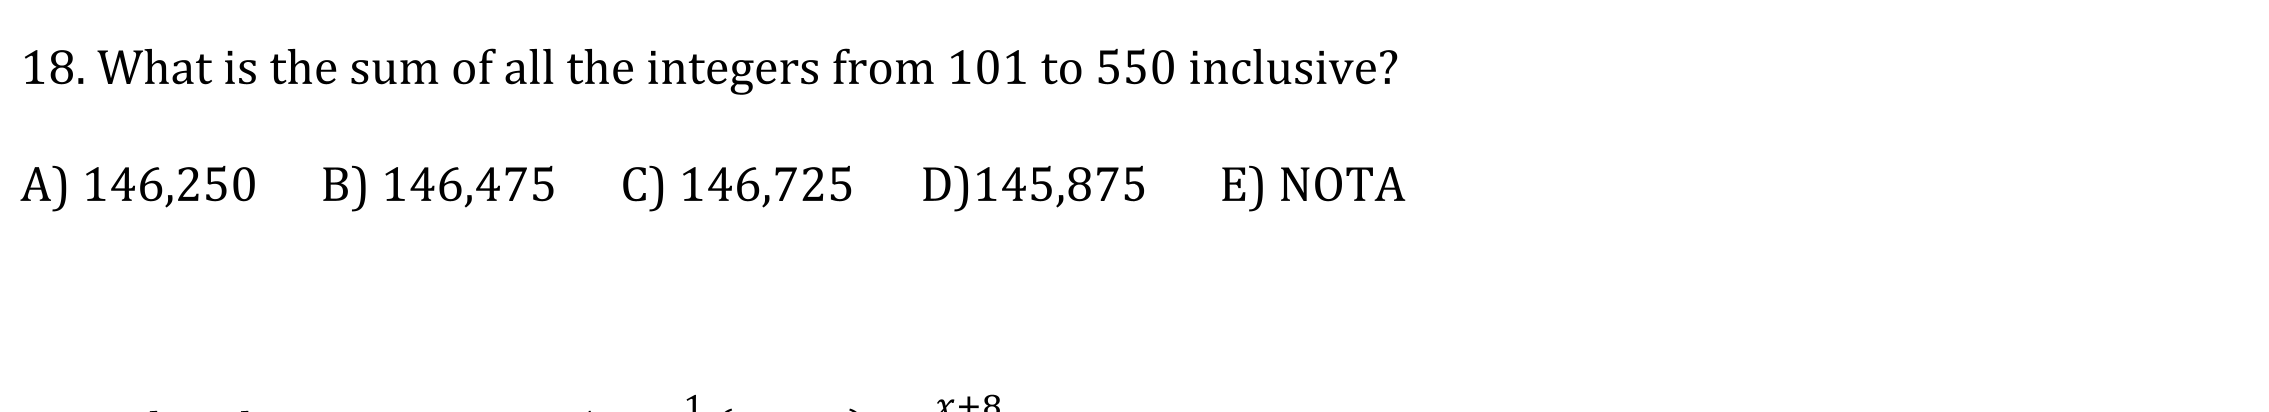 18. What is the sum of all the integers from 101 to 550 inclusive?
A) 146,250 B) 146,475 C) 146,725 D)145,875 E) NOTA